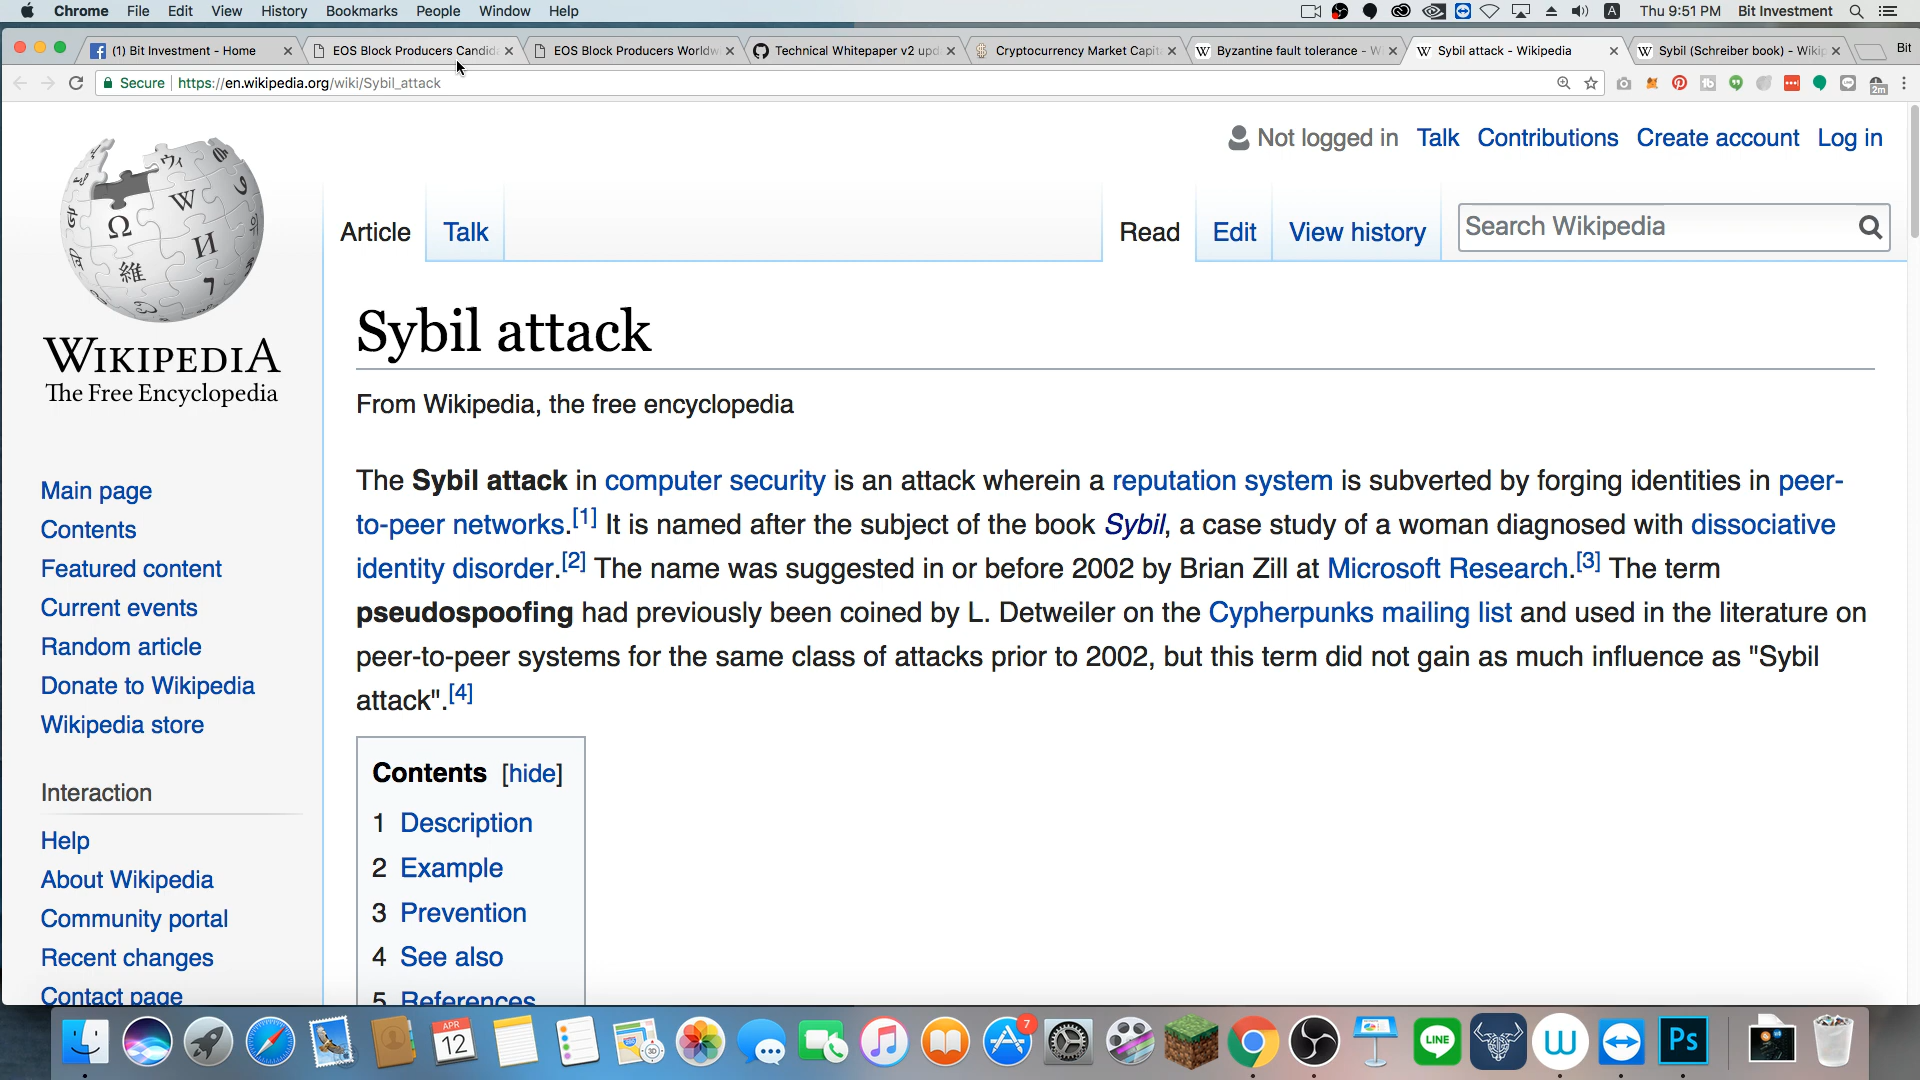 Chrome File Edit View History Bookmarks People Window Help
Thu 9:51 PM Bit Investment
(1) Bit Investment - Home
EOS Block Producers Candid
EOS Block Producers Worldw
Technical Whitepaper v2 upd
Cryptocurrency Market Capit
Byzantine fault tolerance - W
Sybil attack - Wikipedia
Sybil (Schreiber book) - Wikip
Bit
Secure https://en.wikipedia.org/wiki/Sybil_attack
2m
Not logged in Talk Contributions Create account Log in
Article Talk Read Edit View history Search Wikipedia
WIKIPEDIA
The Free Encyclopedia
Main page
Contents
Featured content
Current events
Random article
Donate to Wikipedia
Wikipedia store
Interaction
Help
About Wikipedia
Community portal
Recent changes
Contact page
Sybil attack
From Wikipedia, the free encyclopedia
The Sybil attack in computer security is an attack wherein a reputation system is subverted by forging identities in peer-
to-peer networks.[1] It is named after the subject of the book Sybil, a case study of a woman diagnosed with dissociative
identity disorder.[2] The name was suggested in or before 2002 by Brian Zill at Microsoft Research.[3] The term
pseudospoofing had previously been coined by L. Detweiler on the Cypherpunks mailing list and used in the literature on
peer-to-peer systems for the same class of attacks prior to 2002, but this term did not gain as much influence as "Sybil
attack".[4]
Contents [hide]
1 Description
2 Example
3 Prevention
4 See also
5 References
APR
12
7
LINE
Ps